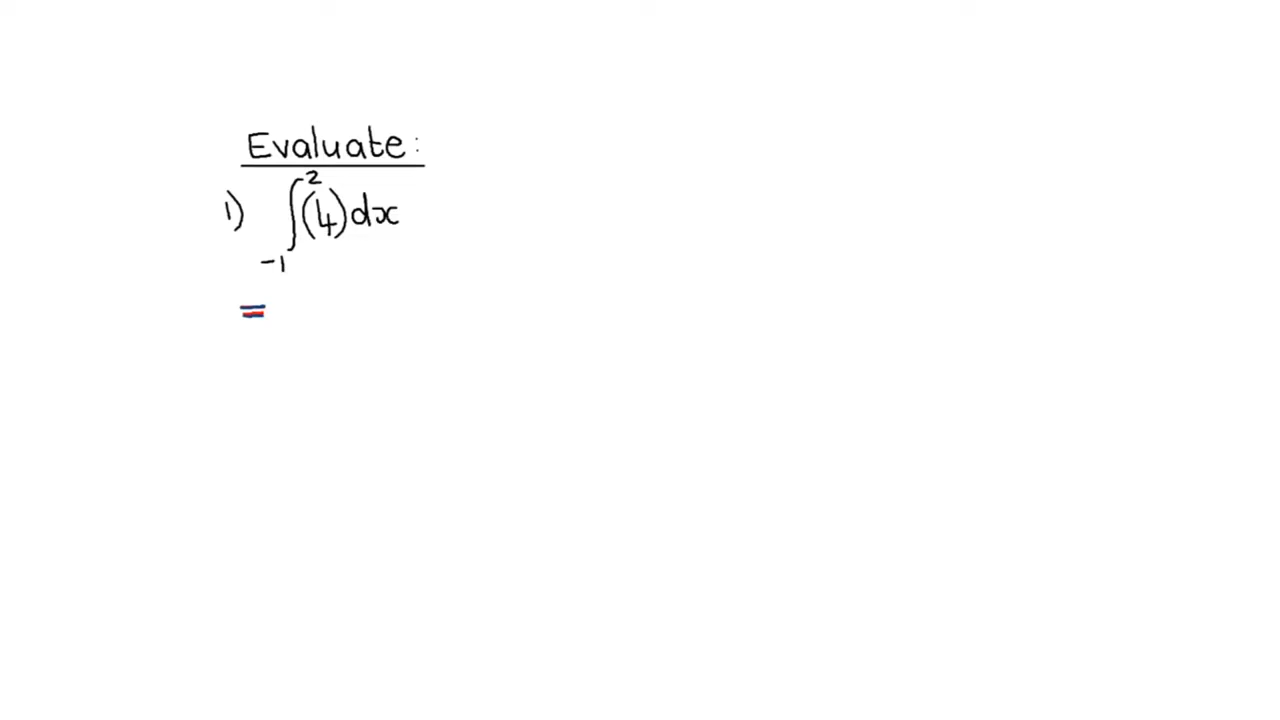 Evaluate:
1) ∫₋₁² (4) dx
=